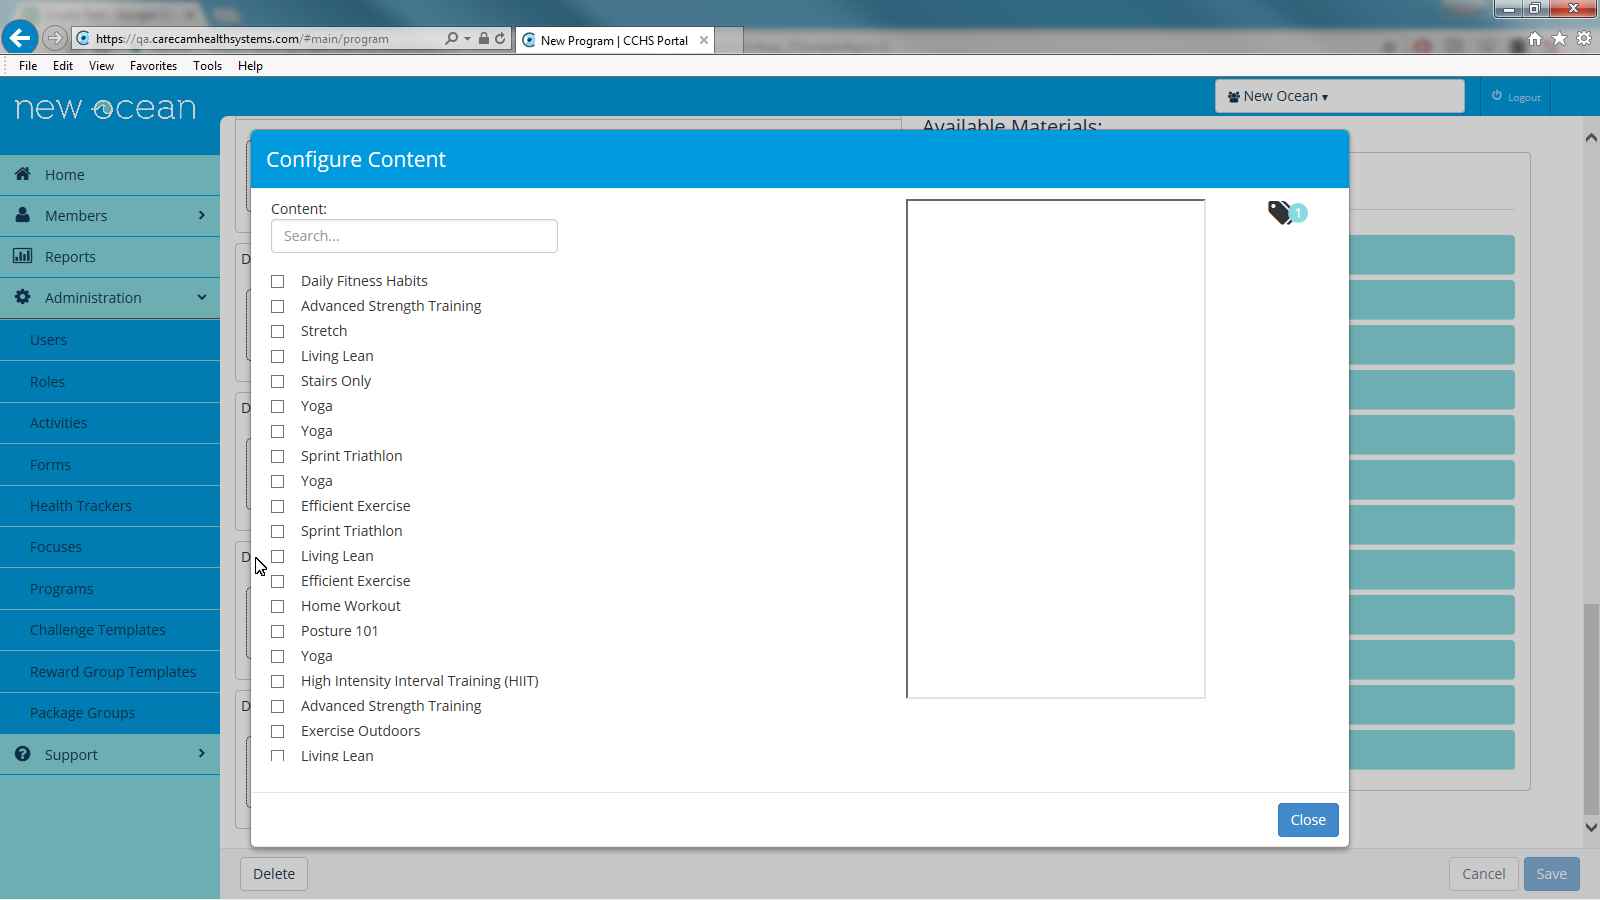 https://qa.carecamhealthsystems.com/#main/program
New Program | CCHS Portal
File Edit View Favorites Tools Help
new ocean
New Ocean
Logout
Home
Members
Reports
Administration
Users
Roles
Activities
Forms
Health Trackers
Focuses
Programs
Challenge Templates
Reward Group Templates
Package Groups
Support
Available Materials:
Configure Content
Content:
Search...
1
Daily Fitness Habits
Advanced Strength Training
Stretch
Living Lean
Stairs Only
Yoga
Yoga
Sprint Triathlon
Yoga
Efficient Exercise
Sprint Triathlon
Living Lean
Efficient Exercise
Home Workout
Posture 101
Yoga
High Intensity Interval Training (HIIT)
Advanced Strength Training
Exercise Outdoors
Living Lean
Close
D
D
D
D
Delete
Cancel
Save